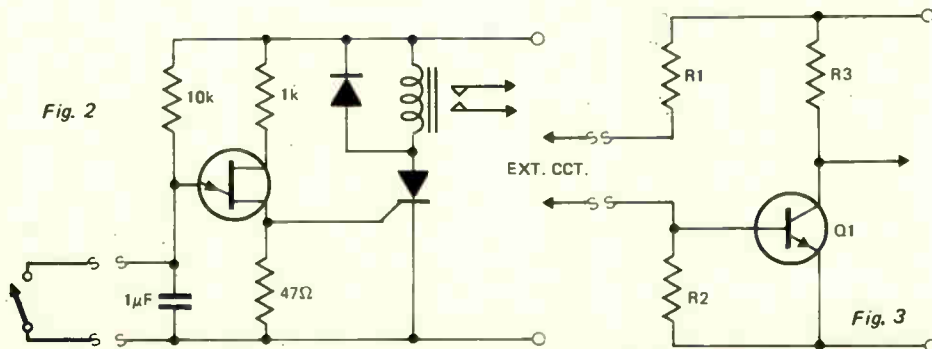 Fig. 2
10k
1k
1µF
47Ω
EXT. CCT.
R1
R3
R2
Q1
Fig. 3